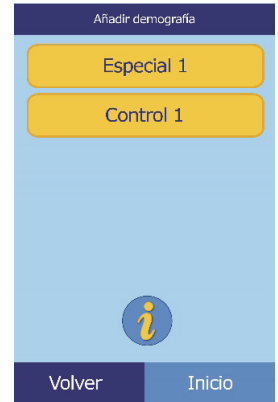 Añadir demografía
Especial 1
Control 1
i
Volver
Inicio